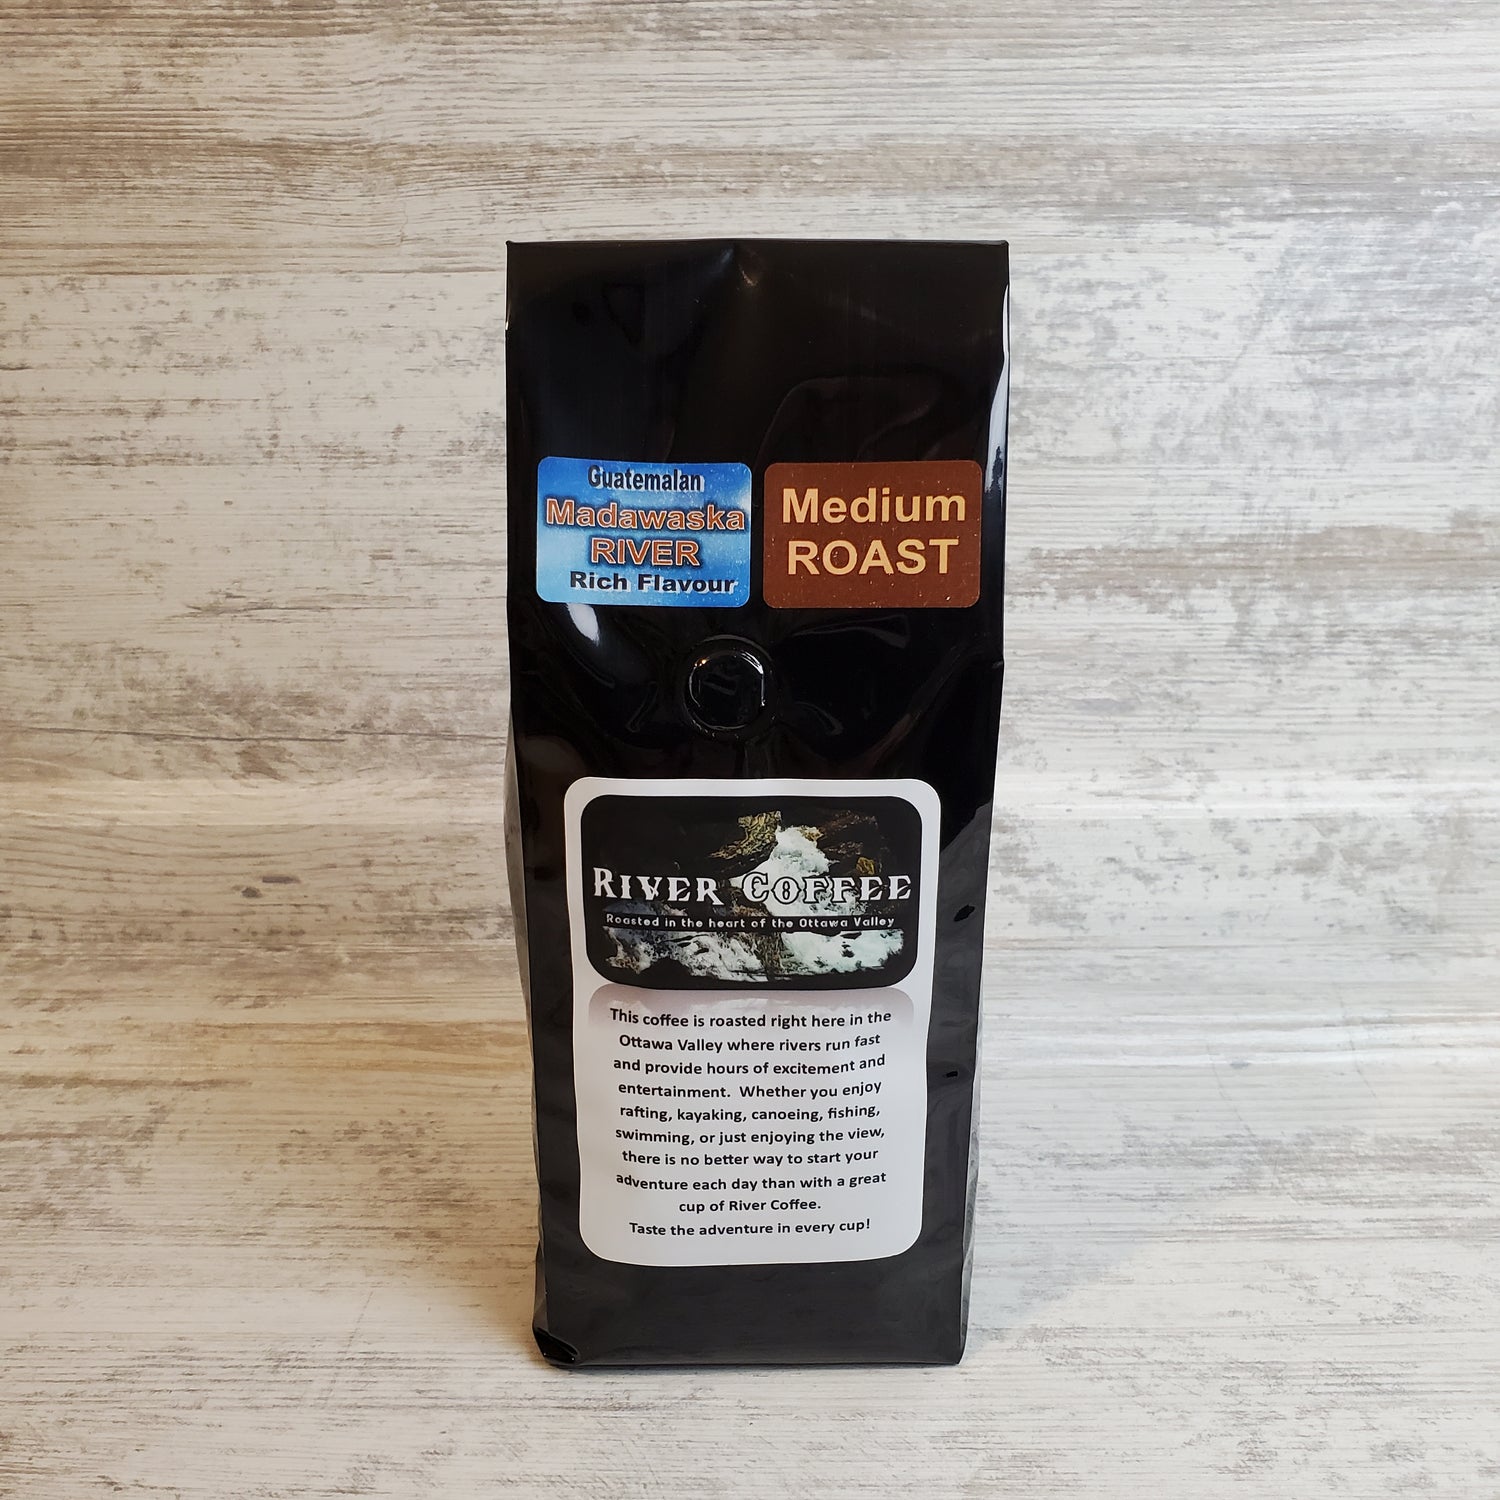 Guatemalan
Madawaska
RIVER
Rich Flavour
Medium
ROAST
RIVER COFFEE
Roasted in the heart of the Ottawa Valley
This coffee is roasted right here in the
Ottawa Valley where rivers run fast
and provide hours of excitement and
entertainment.  Whether you enjoy
rafting, kayaking, canoeing, fishing,
swimming, or just enjoying the view,
there is no better way to start your
adventure each day than with a great
cup of River Coffee.
Taste the adventure in every cup!